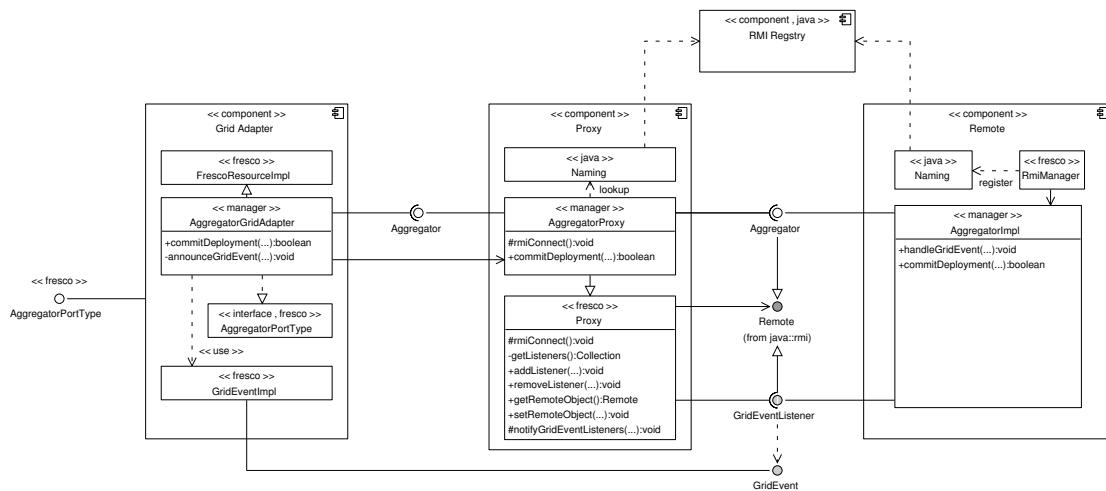 << component , java >>
RMI Regstry
<< component >>
Grid Adapter
<< fresco >>
FrescoResourceImpl
<< manager >>
AggregatorGridAdapter
+commitDeployment(...):boolean
-announceGridEvent(...):void
<< fresco >>
AggregatorPortType
<< interface , fresco >>
AggregatorPortType
<< use >>
<< fresco >>
GridEventImpl
Aggregator
<< component >>
Proxy
<< java >>
Naming
lookup
<< manager >>
AggregatorProxy
#rmiConnect():void
+commitDeployment(...):boolean
<< fresco >>
Proxy
#rmiConnect():void
-getListeners():Collection
+addListener(...):void
+removeListener(...):void
+getRemoteObject():Remote
+setRemoteObject(...):void
#notifyGridEventListeners(...):void
Aggregator
Remote
(from java::rmi)
GridEventListener
GridEvent
<< component >>
Remote
<< java >>
Naming
register
<< fresco >>
RmiManager
<< manager >>
AggregatorImpl
+handleGridEvent(...):void
+commitDeployment(...):boolean